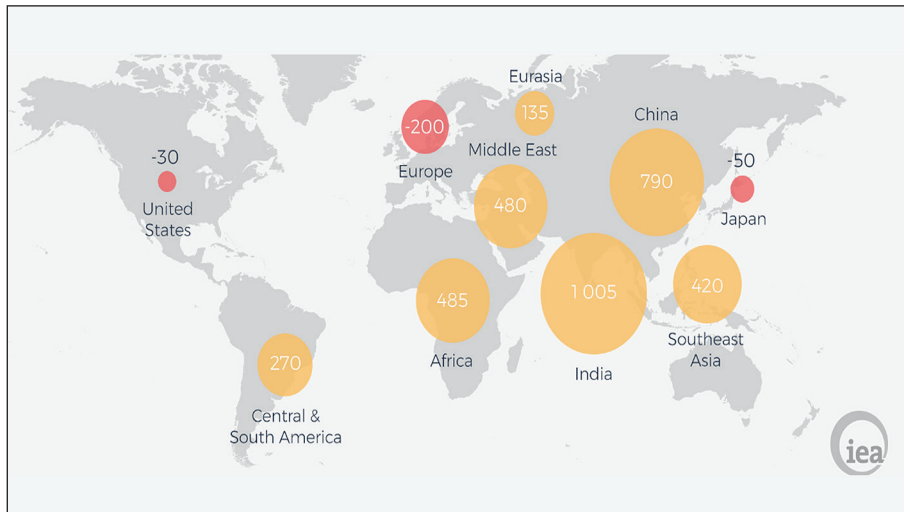 Eurasia
135
China
-200
-30
Middle East
-50
Europe
790
United
States
480
Japan
1 005
420
485
Southeast
Asia
Africa
India
270
Central &
South America
iea